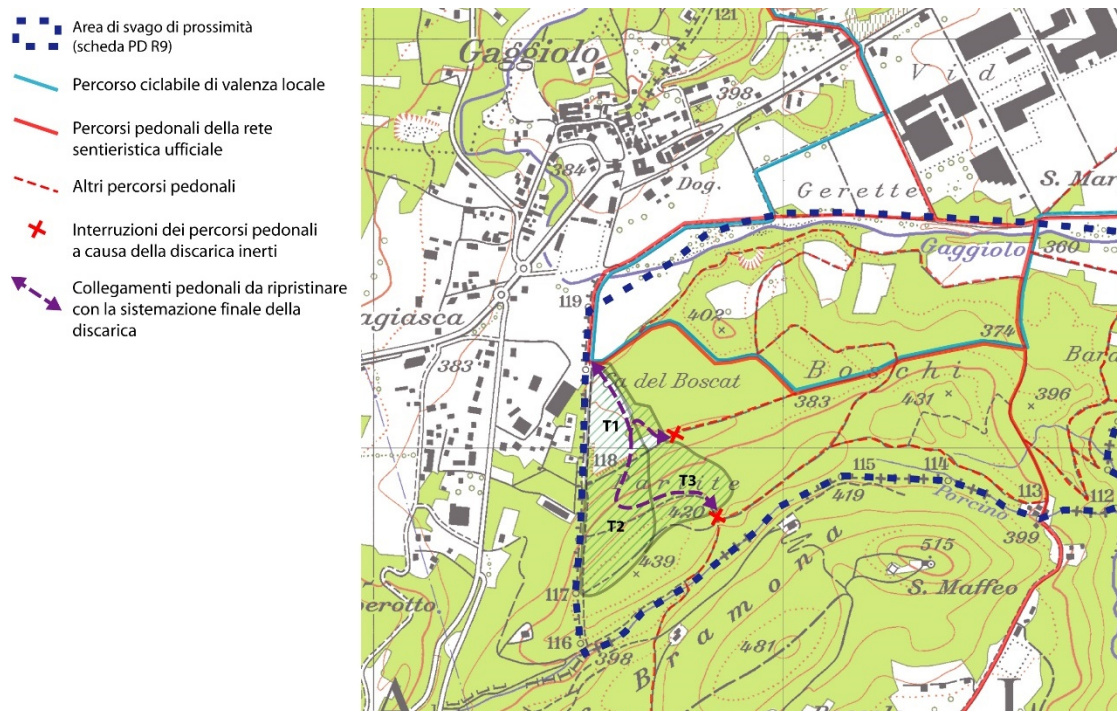 Area di svago di prossimità
(scheda PD R9)
Percorso ciclabile di valenza locale
Percorsi pedonali della rete
sentieristica ufficiale
Altri percorsi pedonali
Interruzioni dei percorsi pedonali
a causa della discarica inerti
Collegamenti pedonali da ripristinare
con la sistemazione finale della
discarica
121
Gaggiolo
398
V i d
384
Dog.
Gerette
S. Mar
Gaggiolo
360
119
agiasca
402
374
383
a del Boscat
Boschi
Bard
383
431
396
T1
118
T3
115
114
113
112
419
Porcino
420
T2
399
439
515
S. Maffeo
117
erotto.
116
398
Bramona
481
A
I